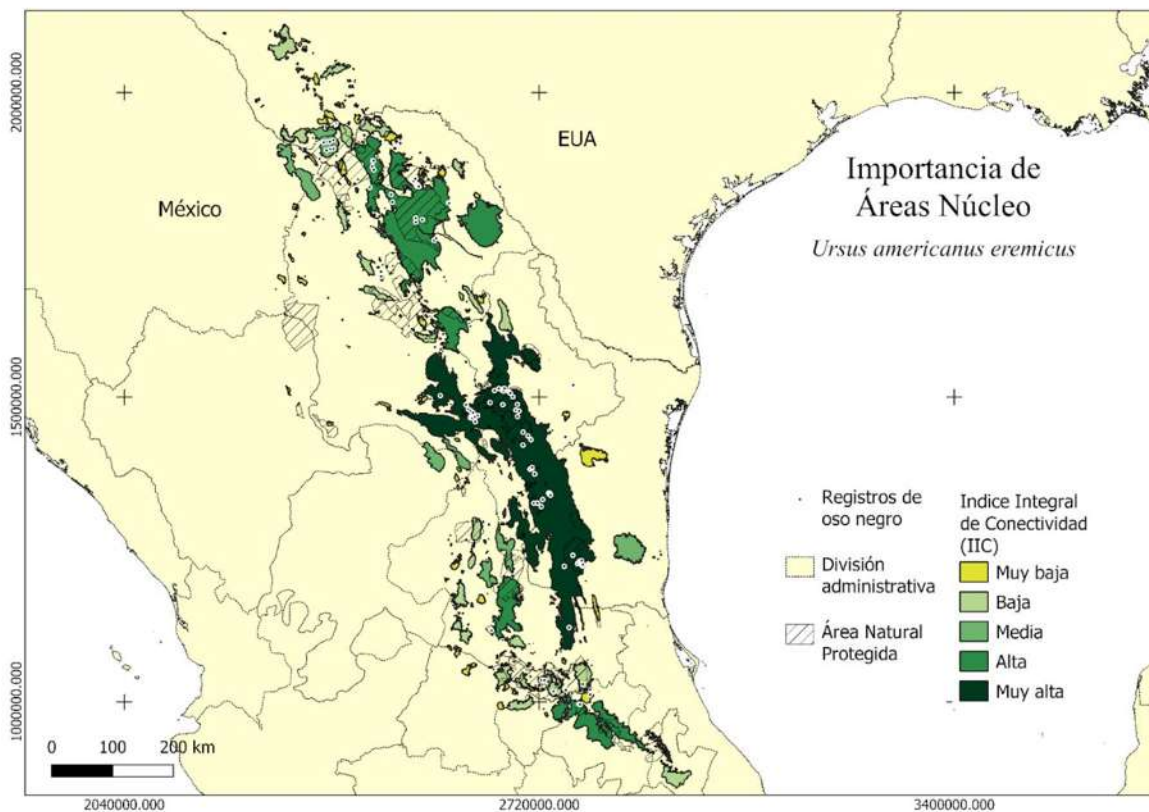 2000000.000
1500000.000
1000000.000
EUA
México
Importancia de
Áreas Núcleo
Ursus americanus eremicus
Registros de
oso negro
División
administrativa
Área Natural
Protegida
Indice Integral
de Conectividad
(IIC)
Muy baja
Baja
Media
Alta
Muy alta
0 100 200 km
2040000.000 2720000.000 3400000.000